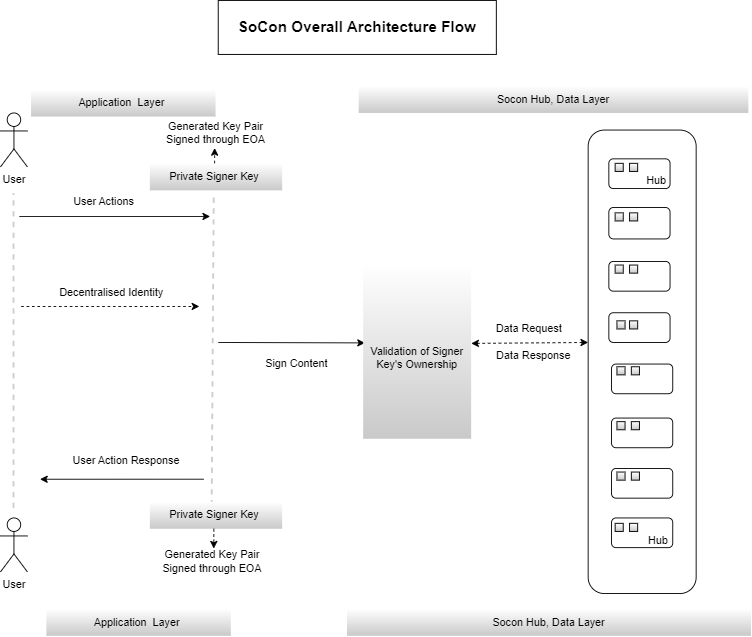 SoCon Overall Architecture Flow
Application Layer
Socon Hub, Data Layer
Generated Key Pair
Signed through EOA
Private Signer Key
User
Hub
User Actions
Decentralised Identity
Sign Content
Validation of Signer
Key's Ownership
Data Request
Data Response
User Action Response
Private Signer Key
Generated Key Pair
Signed through EOA
User
Hub
Application Layer
Socon Hub, Data Layer